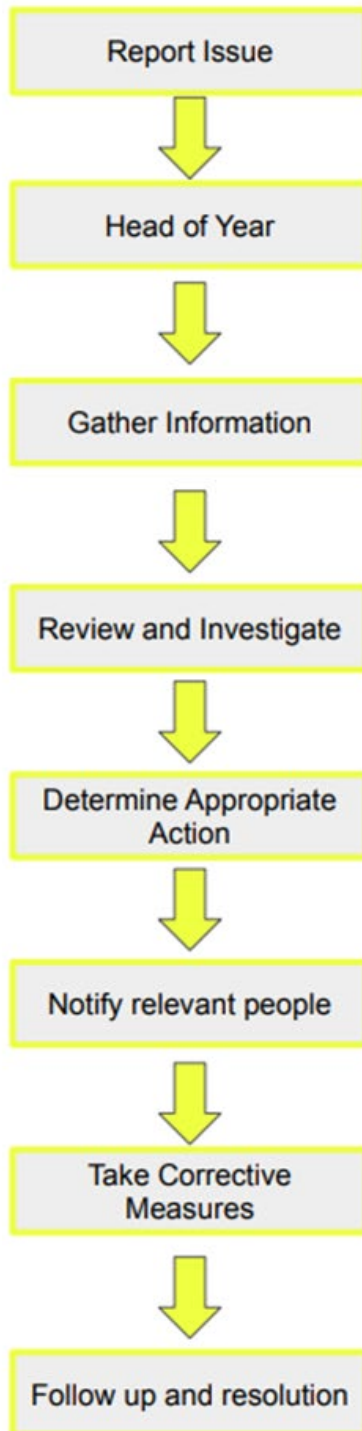 Report Issue
Head of Year
Gather Information
Review and Investigate
Determine Appropriate
Action
Notify relevant people
Take Corrective
Measures
Follow up and resolution